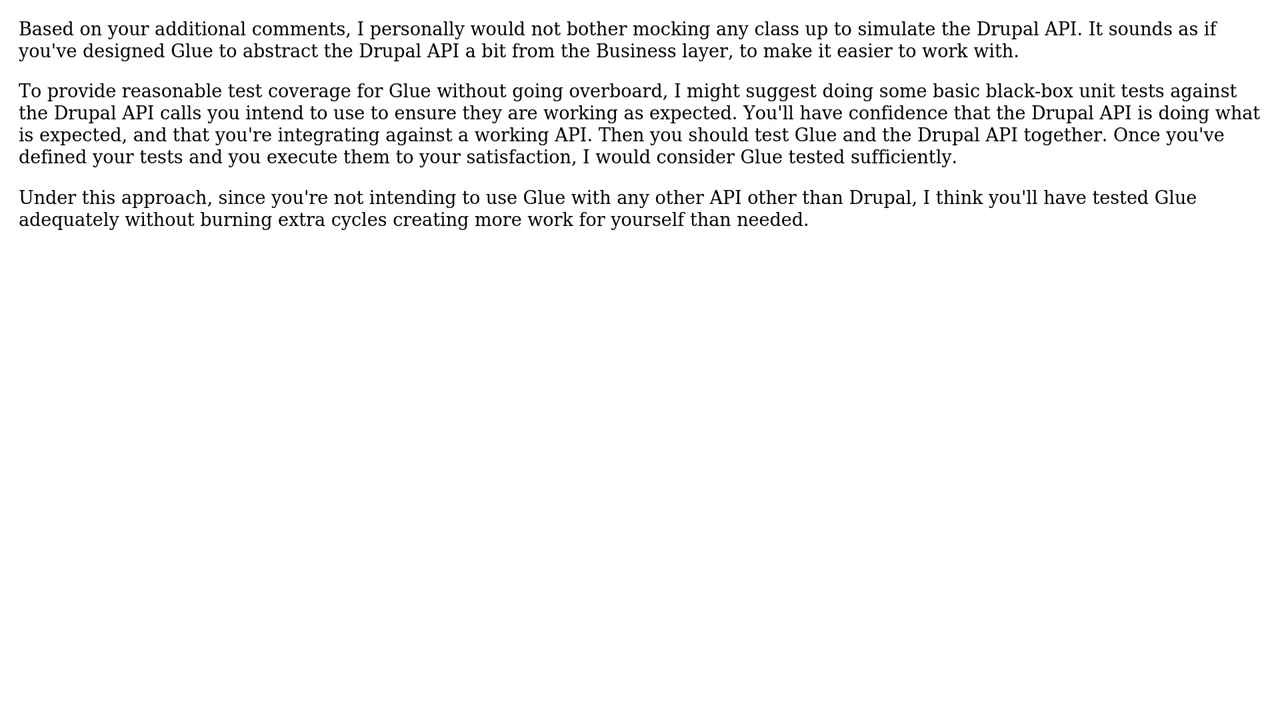 Based on your additional comments, I personally would not bother mocking any class up to simulate the Drupal API. It sounds as if
you've designed Glue to abstract the Drupal API a bit from the Business layer, to make it easier to work with.
To provide reasonable test coverage for Glue without going overboard, I might suggest doing some basic black-box unit tests against
the Drupal API calls you intend to use to ensure they are working as expected. You'll have confidence that the Drupal API is doing what
is expected, and that you're integrating against a working API. Then you should test Glue and the Drupal API together. Once you've
defined your tests and you execute them to your satisfaction, I would consider Glue tested sufficiently.
Under this approach, since you're not intending to use Glue with any other API other than Drupal, I think you'll have tested Glue
adequately without burning extra cycles creating more work for yourself than needed.